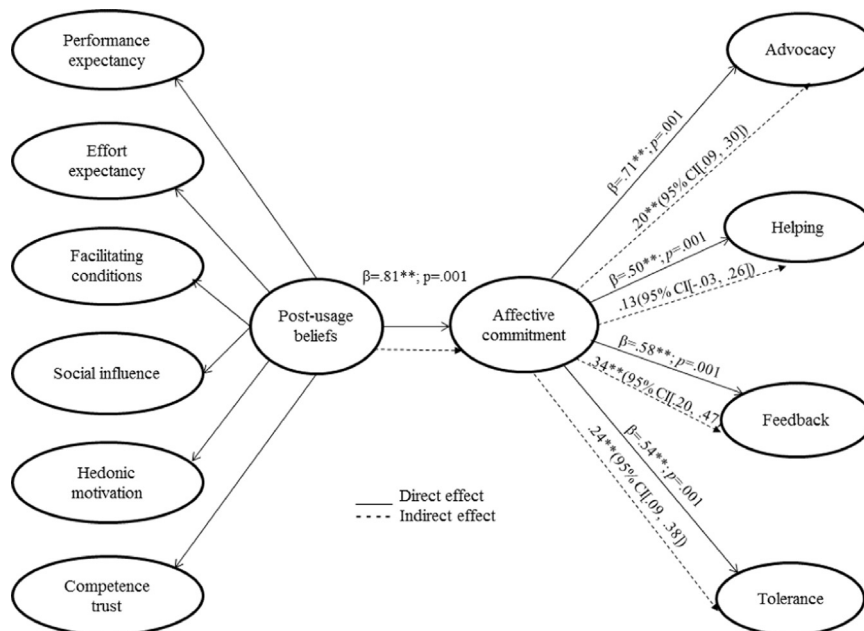 Performance
expectancy
Effort
expectancy
Facilitating
conditions
Social influence
Hedonic
motivation
Competence
trust
Post-usage
beliefs
β=.81**; p=.001
Affective
commitment
β=.71**; p=.001
.20**(95% CI[.09, .30])
β=.50**; p=.001
.13(95% CI[-.03, .26])
β=.58**; p=.001
.34**(95% CI[.20, .47
β=.54**; p=.001
.24**(95% CI[.09, .38])
Advocacy
Helping
Feedback
Tolerance
Direct effect
Indirect effect